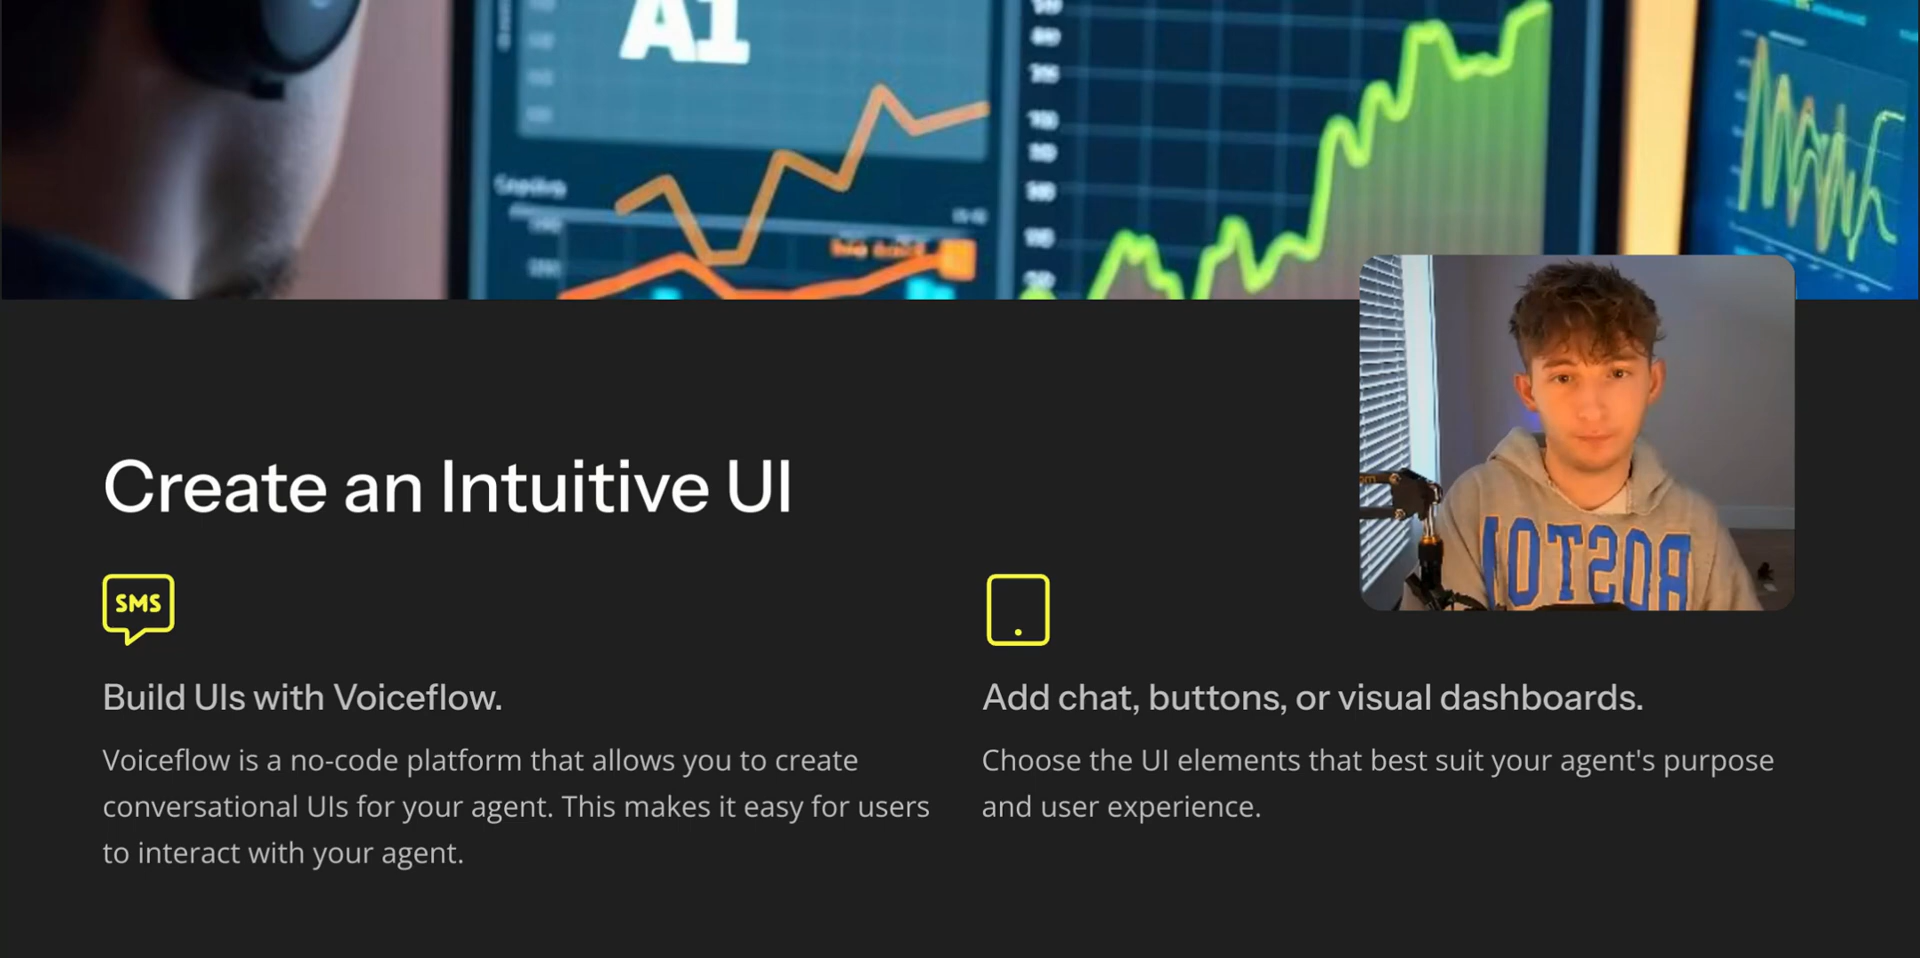 A1
Create an Intuitive UI
SMS
Build UIs with Voiceflow.
Voiceflow is a no-code platform that allows you to create
conversational UIs for your agent. This makes it easy for users
to interact with your agent.
Add chat, buttons, or visual dashboards.
Choose the UI elements that best suit your agent's purpose
and user experience.
BOSTON